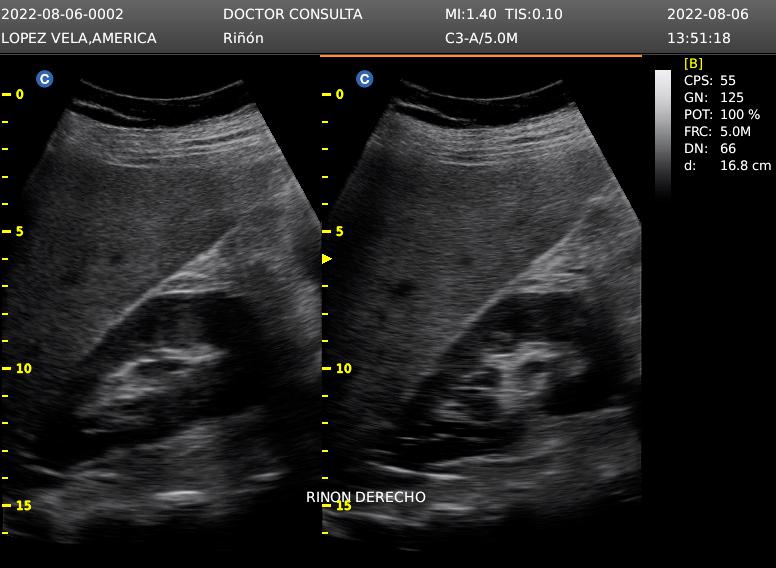 2022-08-06-0002 DOCTOR CONSULTA MI:1.40 TIS:0.10 2022-08-06
LOPEZ VELA,AMERICA Riñón C3-A/5.0M 13:51:18
C C
[B]
0 0
CPS: 55
GN: 125
POT: 100 %
FRC: 5.0M
DN: 66
d: 16.8 cm
5 5
10 10
RINON DERECHO
15 15